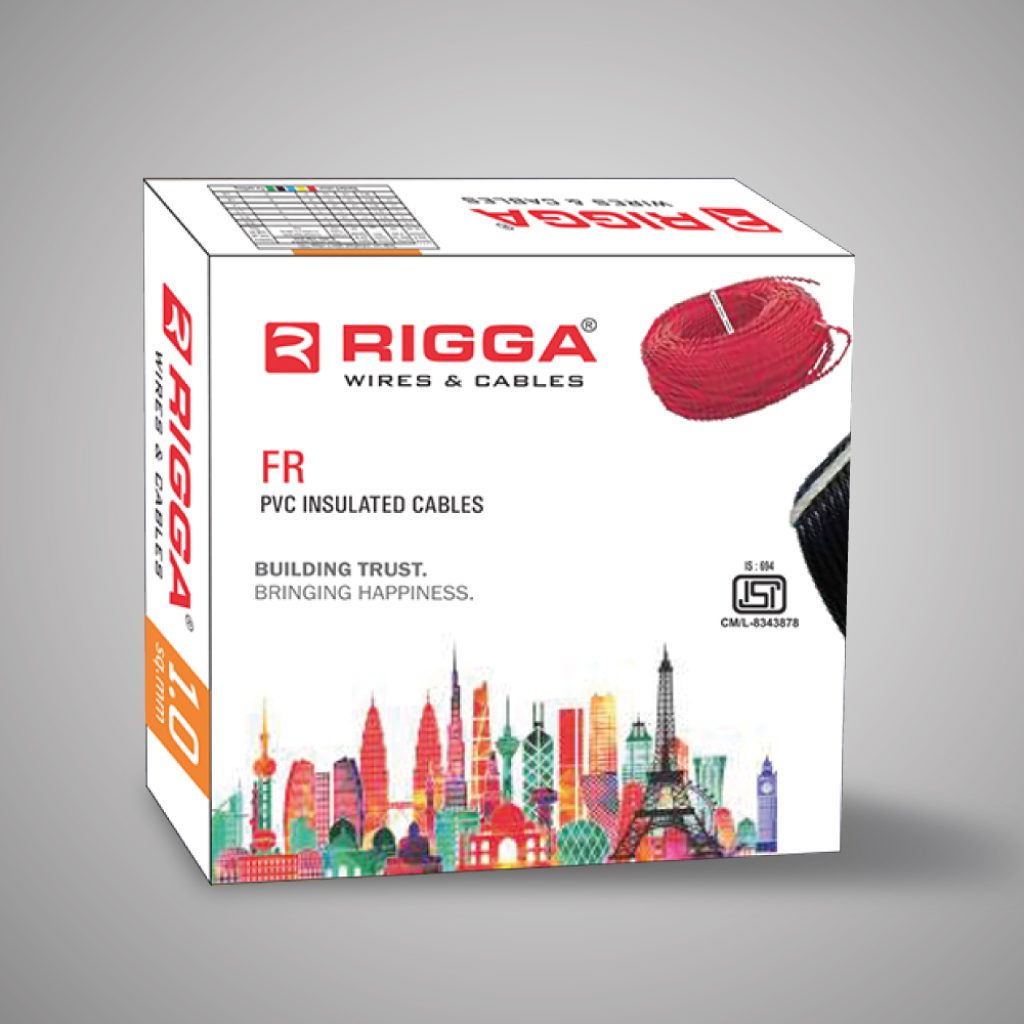 RIGGA®
WIRES & CABLES
RIGGA®
WIRES & CABLES
FR
PVC INSULATED CABLES
BUILDING TRUST.
BRINGING HAPPINESS.
IS : 694
ISI
CM/L-8343878
RIGGA®
WIRES & CABLES
1.0
sq.mm